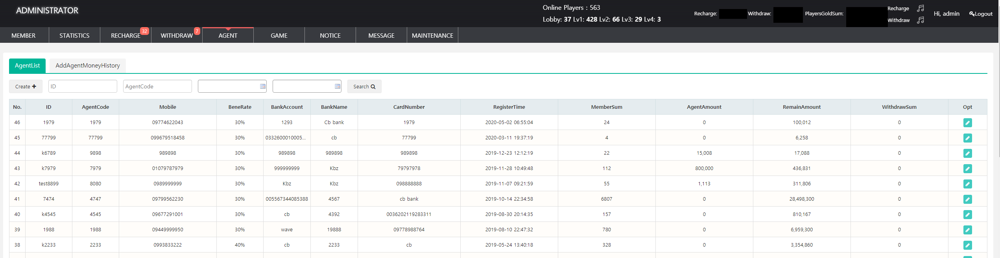 ADMINISTRATOR
Online Players : 563
Lobby: 37 Lv1: 428 Lv2: 66 Lv3: 29 Lv4: 3
Recharge: Withdraw: PlayersGoldSum:
Recharge
Withdraw
Hi, admin Logout
MEMBER STATISTICS RECHARGE 32 WITHDRAW 7 AGENT GAME NOTICE MESSAGE MAINTENANCE
AgentList AddAgentMoneyHistory
Create ID AgentCode Search
No. ID AgentCode Mobile BeneRate BankAccount BankName CardNumber RegisterTime MemberSum AgentAmount RemainAmount WithdrawSum Opt
46 1979 1979 09774622043 30% 1293 Cb bank 1979 2020-05-02 06:55:04 24 0 100,012 0
45 77799 77799 099679518458 30% 0332600010005... cb 77799 2020-03-11 19:37:19 4 0 6,258 0
44 k6789 9898 989898 30% 989898 989898 989898 2019-12-23 12:12:19 22 15,008 17,088 0
43 k7979 7979 01079787979 30% 999999999 Kbz 79797978 2019-11-28 10:49:48 112 800,000 436,831 0
42 test8899 8080 0989999999 30% Kbz Kbz 098888888 2019-11-07 09:21:59 55 1,113 311,806 0
41 7474 4747 09799562230 30% 005567344085388 4567 cb bank 2019-10-14 22:34:58 6807 0 28,498,300 0
40 k4545 4545 09677291001 30% cb 4392 0036202119283311 2019-08-30 20:14:35 157 0 810,167 0
39 1988 1988 09449999950 30% wave 19888 09778988764 2019-08-10 22:47:32 780 0 6,959,300 0
38 k2233 2233 0993833222 40% cb 2233 cb 2019-05-24 13:40:18 328 0 3,354,860 0